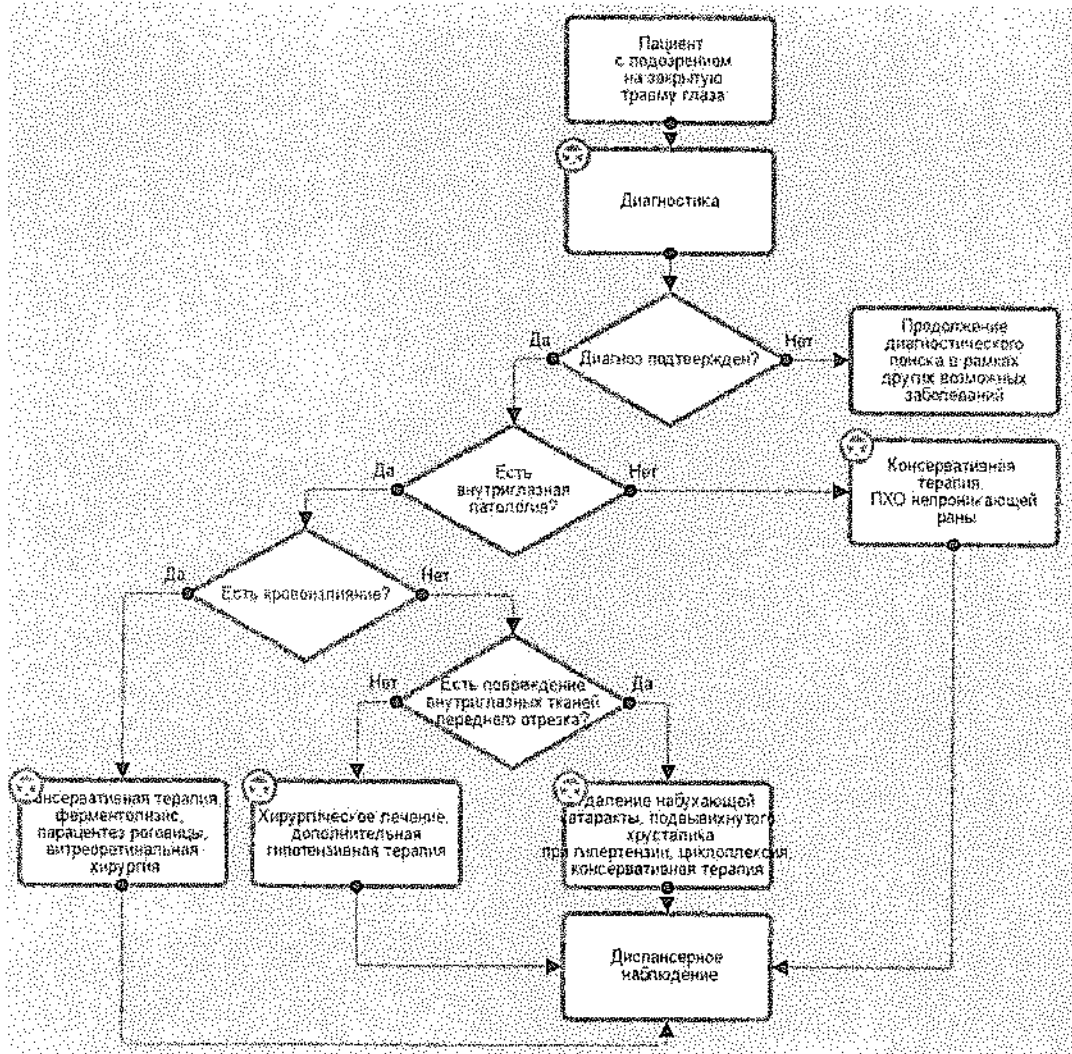 Пациент
с подозрением
на закрытую
травму глаза
Диагностика
Да
Диагноз подтвержден?
Нет
Продолжение
диагностического
поиска в рамках
других возможных
заболеваний
Да
Есть
внутриглазная
патология?
Нет
Консервативная
терапия,
ПХО непроникающей
раны
Да
Есть кровоизлияние?
Нет
Нет
Есть повреждение
внутриглазных тканей
переднего отрезка?
Да
Консервативная терапия,
ферментолизис,
парацентез роговицы,
витреоретинальная
хирургия
Хирургическое лечение,
дополнительная
гипотензивная терапия
Удаление набухающей
катаракты, подвывихнутого
хрусталика
при гипертензии, циклоплексия,
консервативная терапия
Диспансерное
наблюдение